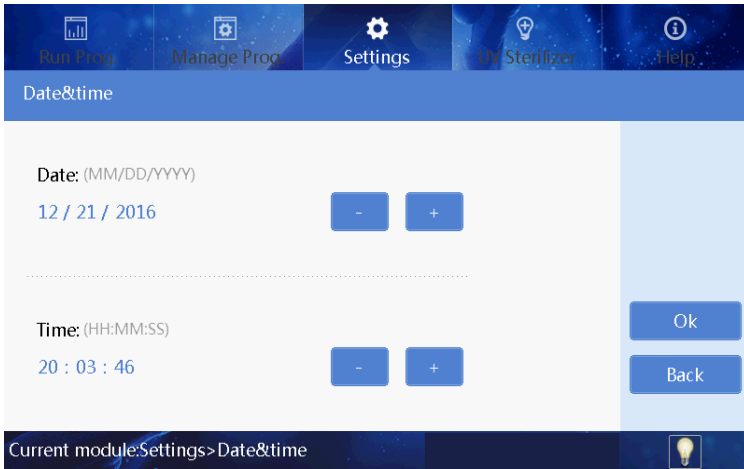 Run Prog. Manage Prog. Settings UV Sterilizer Help
Date&time
Date: (MM/DD/YYYY)
12 / 21 / 2016
- +
Time: (HH:MM:SS)
20 : 03 : 46
- +
Ok
Back
Current module:Settings>Date&time